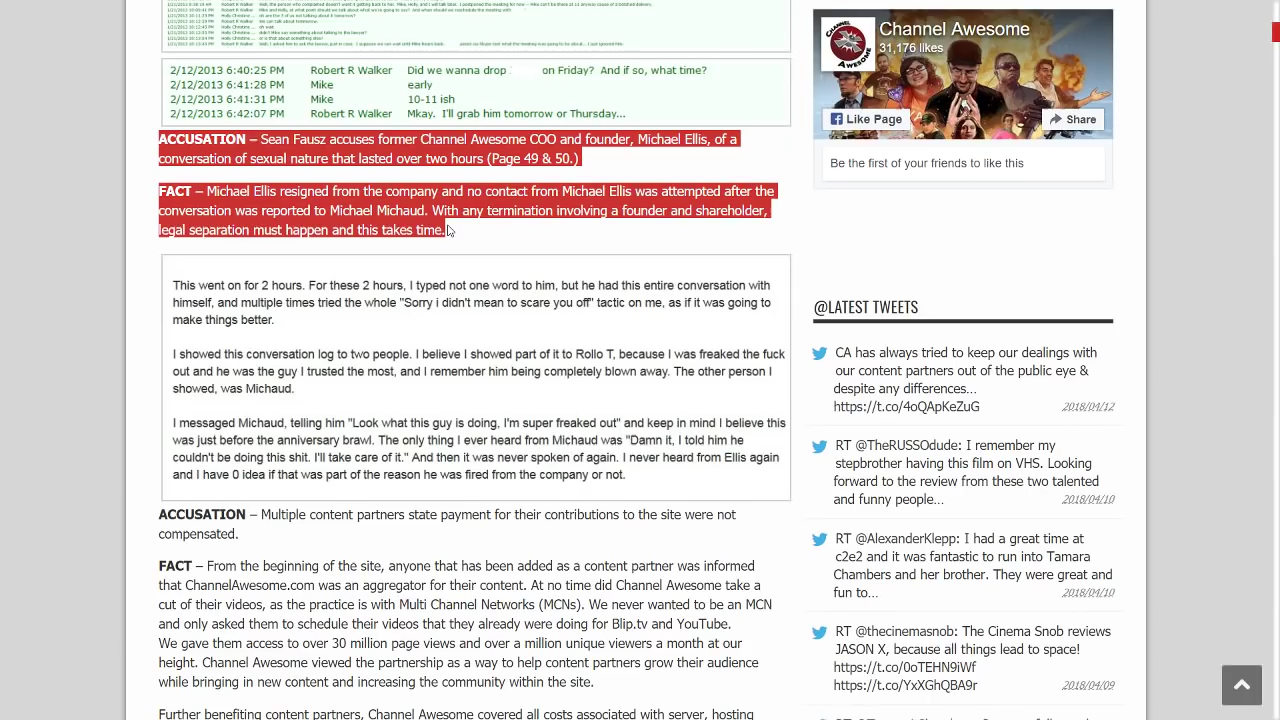 2/12/2013 6:40:25 PM Robert R Walker Did we wanna drop on Friday? And if so, what time?
2/12/2013 6:41:28 PM Mike early
2/12/2013 6:41:31 PM Mike 10-11 ish
2/12/2013 6:42:07 PM Robert R Walker Mkay. I'll grab him tomorrow or Thursday...
ACCUSATION – Sean Fausz accuses former Channel Awesome COO and founder, Michael Ellis, of a
conversation of sexual nature that lasted over two hours (Page 49 & 50.)
FACT – Michael Ellis resigned from the company and no contact from Michael Ellis was attempted after the
conversation was reported to Michael Michaud. With any termination involving a founder and shareholder,
legal separation must happen and this takes time.
This went on for 2 hours. For these 2 hours, I typed not one word to him, but he had this entire conversation with
himself, and multiple times tried the whole "Sorry i didn't mean to scare you off" tactic on me, as if it was going to
make things better.
I showed this conversation log to two people. I believe I showed part of it to Rollo T, because I was freaked the fuck
out and he was the guy I trusted the most, and I remember him being completely blown away. The other person I
showed, was Michaud.
I messaged Michaud, telling him "Look what this guy is doing, I'm super freaked out" and keep in mind I believe this
was just before the anniversary brawl. The only thing I ever heard from Michaud was "Damn it, I told him he
couldn't be doing this shit. I'll take care of it." And then it was never spoken of again. I never heard from Ellis again
and I have 0 idea if that was part of the reason he was fired from the company or not.
ACCUSATION – Multiple content partners state payment for their contributions to the site were not
compensated.
FACT – From the beginning of the site, anyone that has been added as a content partner was informed
that ChannelAwesome.com was an aggregator for their content. At no time did Channel Awesome take a
cut of their videos, as the practice is with Multi Channel Networks (MCNs). We never wanted to be an MCN
and only asked them to schedule their videos that they already were doing for Blip.tv and YouTube.
We gave them access to over 30 million page views and over a million unique viewers a month at our
height. Channel Awesome viewed the partnership as a way to help content partners grow their audience
while bringing in new content and increasing the community within the site.
Further benefiting content partners, Channel Awesome covered all costs associated with server, hosting
CHANNEL
AWESOME
Channel Awesome
31,176 likes
Like Page
Share
Be the first of your friends to like this
@LATEST TWEETS
CA has always tried to keep our dealings with
our content partners out of the public eye &
despite any differences...
https://t.co/4oQApKeZuG 2018/04/12
RT @TheRUSSOdude: I remember my
stepbrother having this film on VHS. Looking
forward to the review from these two talented
and funny people... 2018/04/10
RT @AlexanderKlepp: I had a great time at
c2e2 and it was fantastic to run into Tamara
Chambers and her brother. They were great and
fun to... 2018/04/10
RT @thecinemasnob: The Cinema Snob reviews
JASON X, because all things lead to space!
https://t.co/0oTEHN9iWf
https://t.co/YxXGhQBA9r 2018/04/09